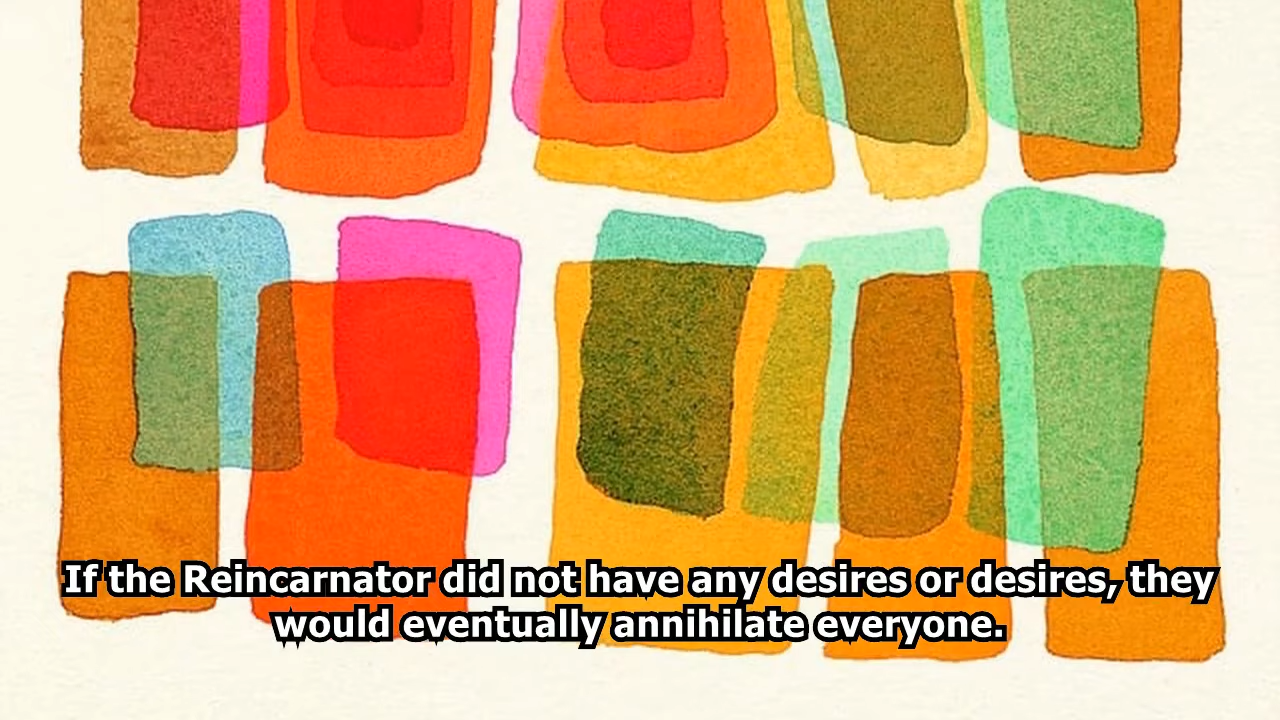 If the Reincarnator did not have any desires or desires, they
would eventually annihilate everyone.